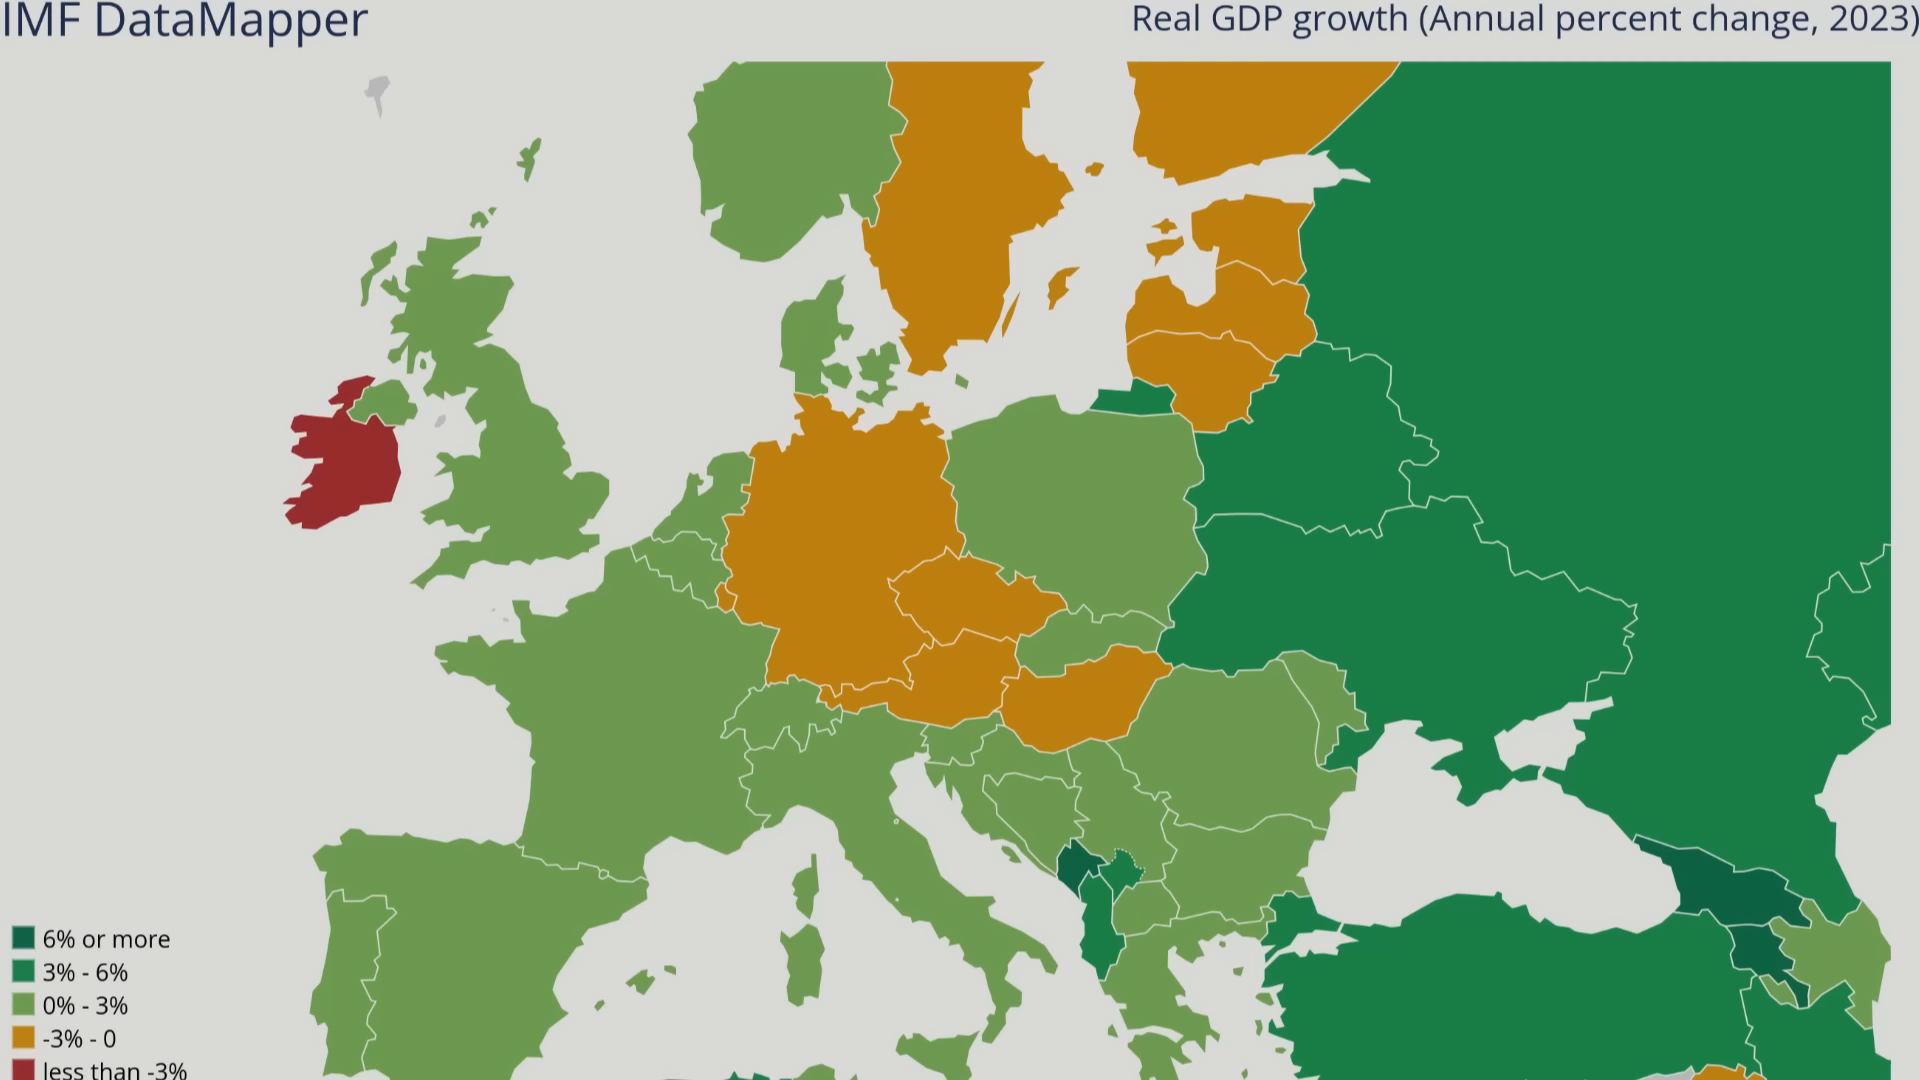 IMF DataMapper
Real GDP growth (Annual percent change, 2023)
6% or more
3% - 6%
0% - 3%
-3% - 0
less than -3%